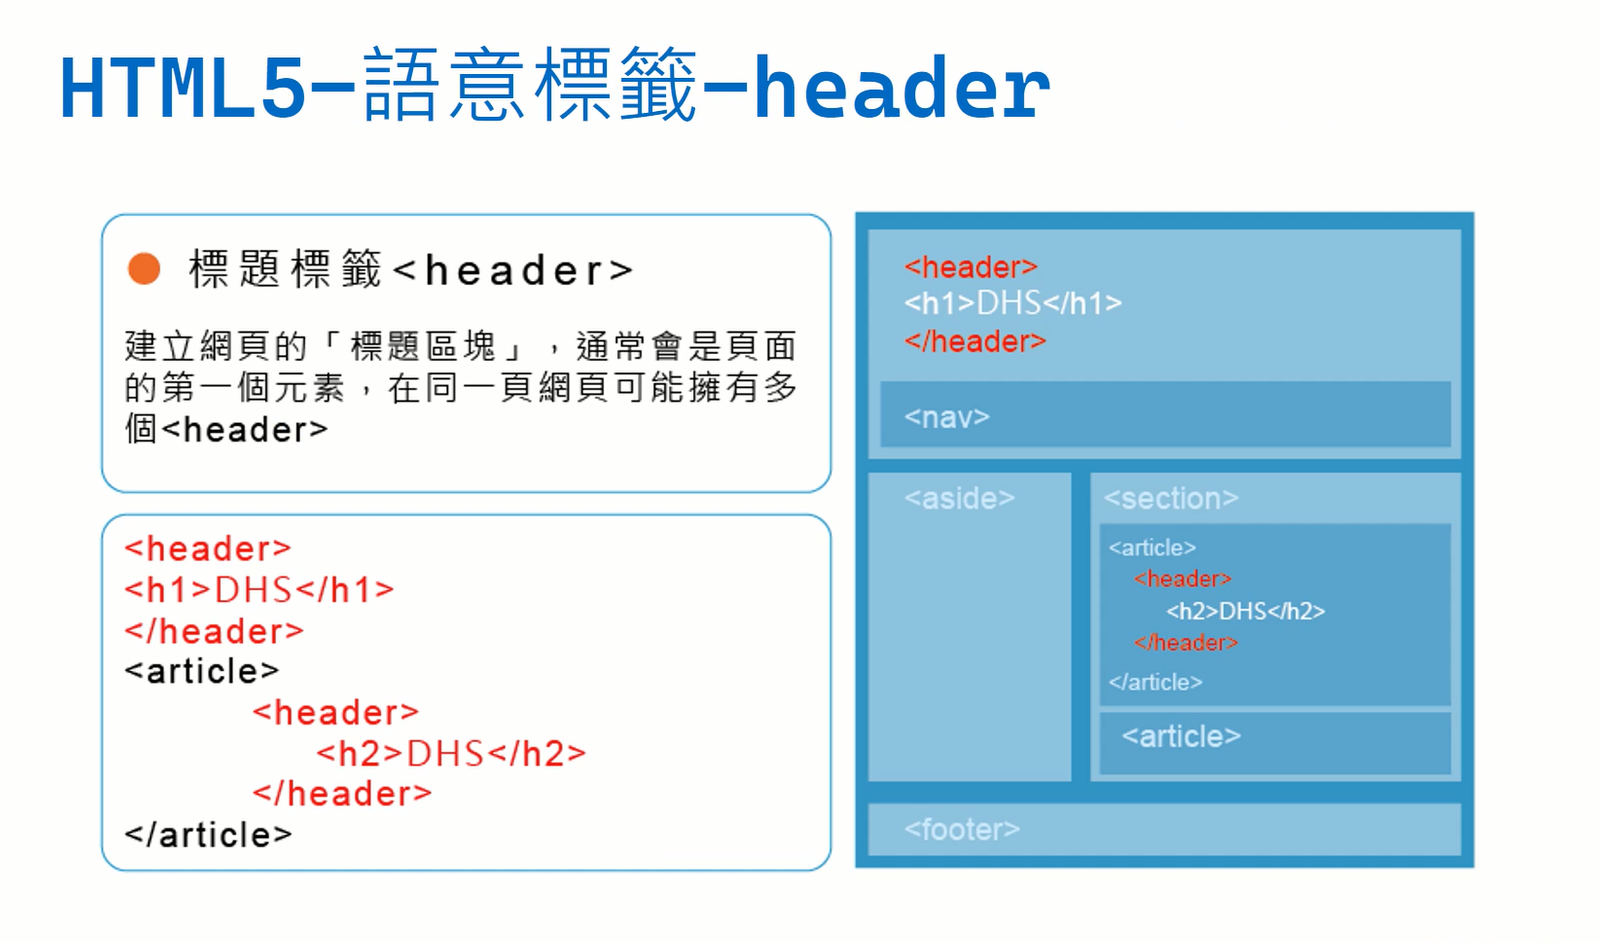 HTML5-語意標籤-header
標題標籤<header>
建立網頁的「標題區塊」，通常會是頁面
的第一個元素，在同一頁網頁可能擁有多
個<header>
<header>
<h1>DHS</h1>
</header>
<article>
<header>
<h2>DHS</h2>
</header>
</article>
<header>
<h1>DHS</h1>
</header>
<nav>
<aside>
<section>
<article>
<header>
<h2>DHS</h2>
</header>
</article>
<article>
<footer>